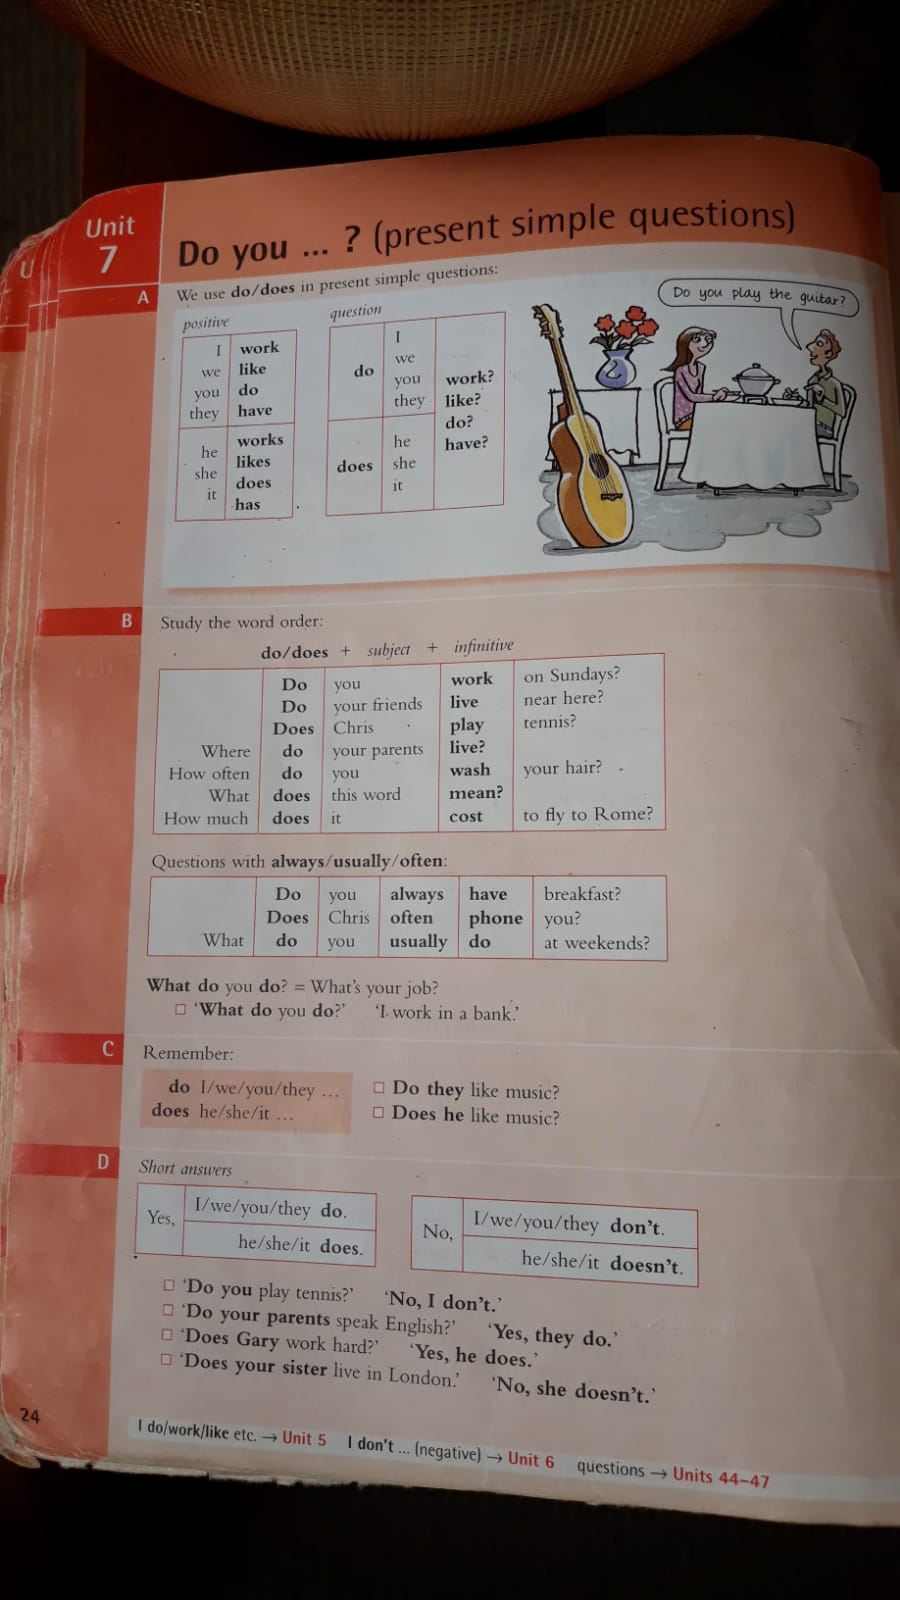 Unit
7
Do you ... ? (present simple questions)
U
A
We use do/does in present simple questions:
positive
I work
we like
you do
they have
he works
she likes
it does
has
question
do I
we
you work?
they like?
do?
he have?
does she
it
Do you play the guitar?
B
Study the word order:
do/does + subject + infinitive
Do you work on Sundays?
Do your friends live near here?
Does Chris play tennis?
Where do your parents live?
How often do you wash your hair?
What does this word mean?
How much does it cost to fly to Rome?
Questions with always/usually/often:
Do you always have breakfast?
Does Chris often phone you?
What do you usually do at weekends?
What do you do? = What's your job?
□ 'What do you do?' 'I work in a bank.'
C
Remember:
do I/we/you/they ...
does he/she/it ...
□ Do they like music?
□ Does he like music?
D
Short answers
Yes, I/we/you/they do.
he/she/it does.
No, I/we/you/they don't.
he/she/it doesn't.
□ 'Do you play tennis?' 'No, I don't.'
□ 'Do your parents speak English?' 'Yes, they do.'
□ 'Does Gary work hard?' 'Yes, he does.'
□ 'Does your sister live in London.' 'No, she doesn't.'
24
I do/work/like etc. → Unit 5 I don't ... (negative) → Unit 6 questions → Units 44–47